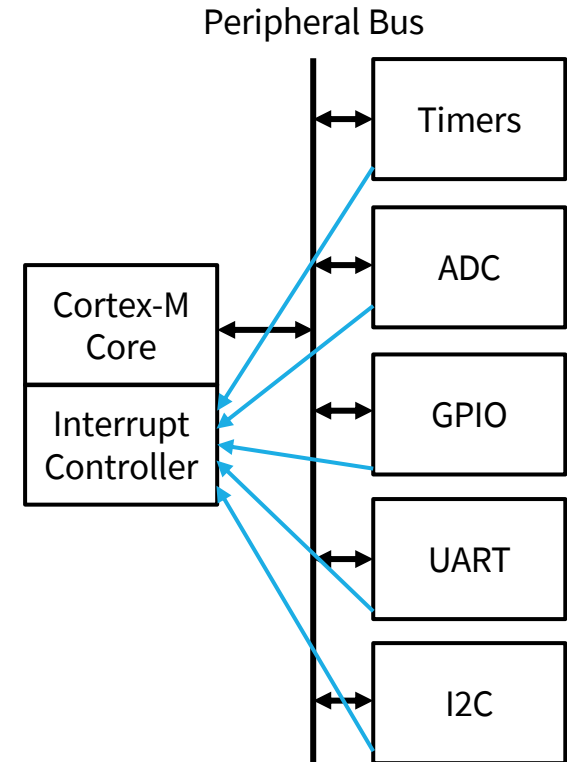 Peripheral Bus
Timers
ADC
Cortex-M
Core
GPIO
Interrupt
Controller
UART
I2C